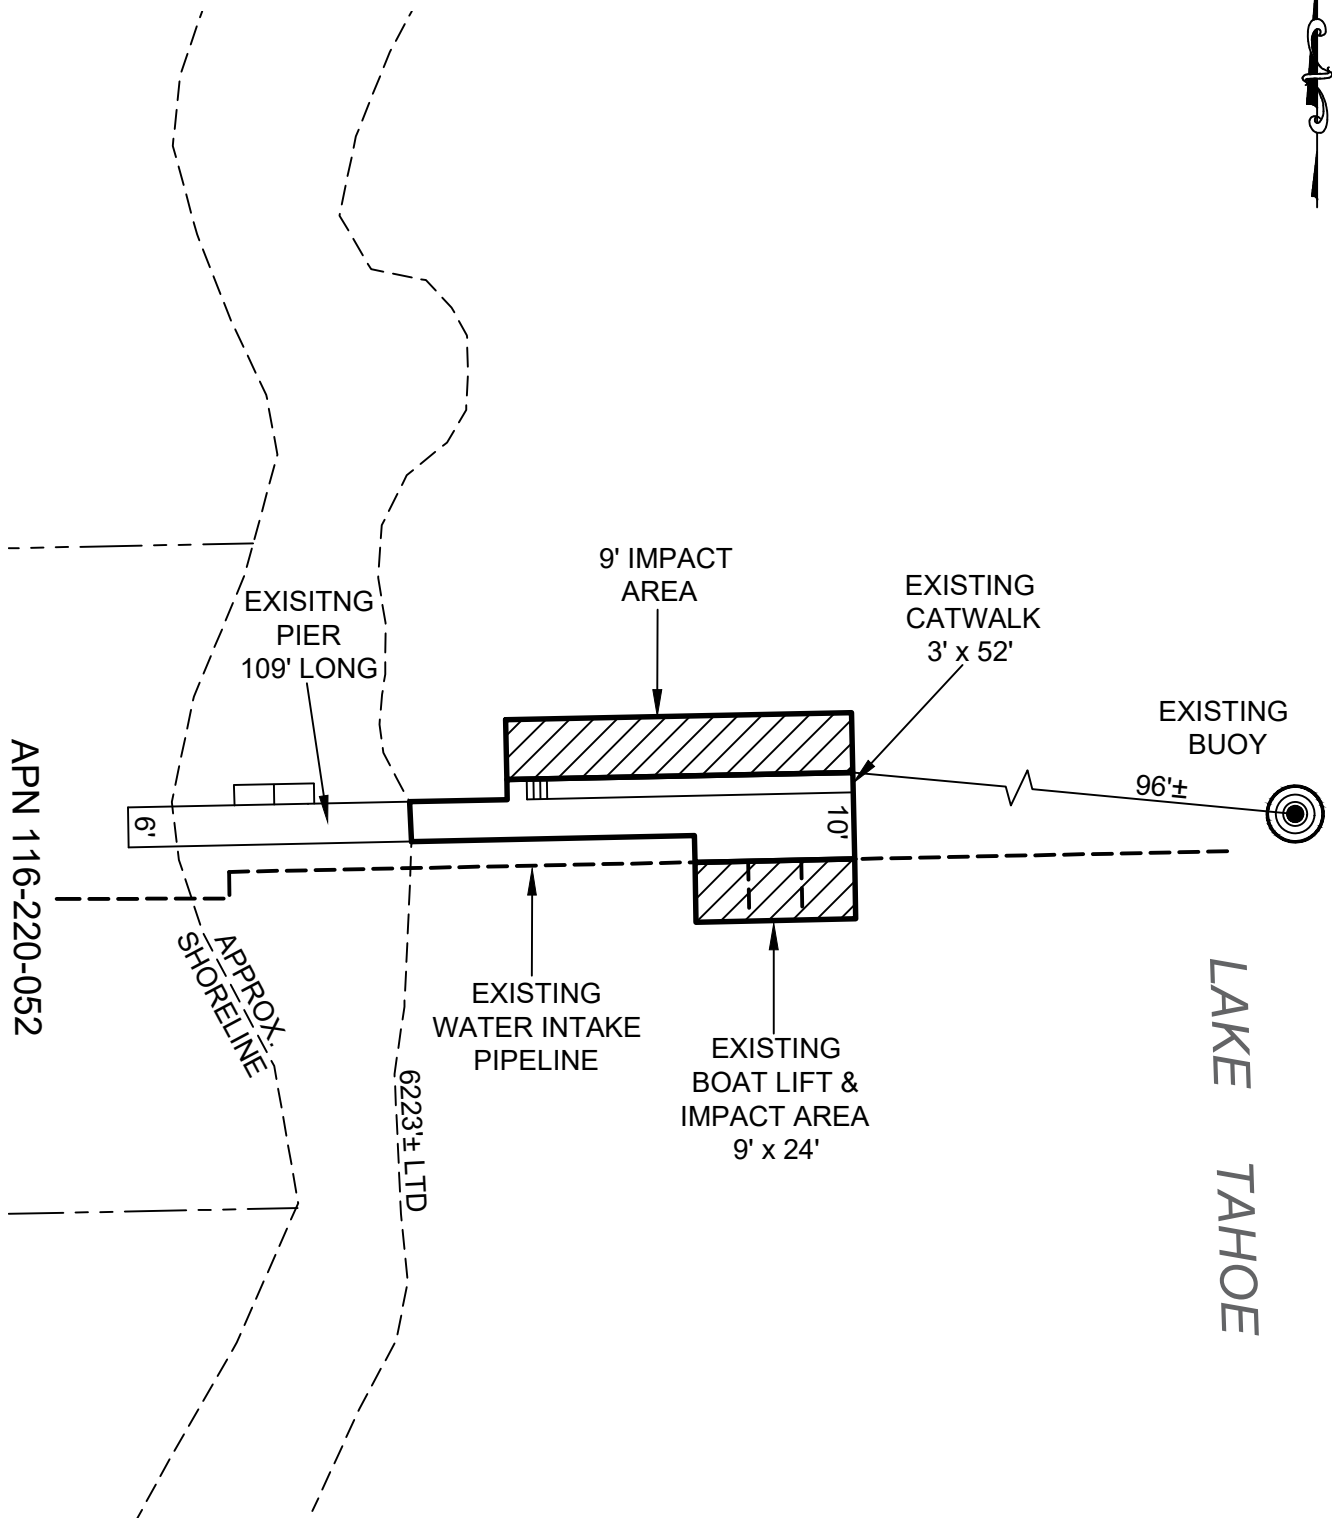 9' IMPACT
AREA
EXISITNG
PIER
109' LONG
EXISTING
CATWALK
3' x 52'
EXISTING
BUOY
96'±
6'
10'
APN 116-220-052
APPROX.
SHORELINE
EXISTING
WATER INTAKE
PIPELINE
EXISTING
BOAT LIFT &
IMPACT AREA
9' x 24'
6223'± LTD
LAKE TAHOE